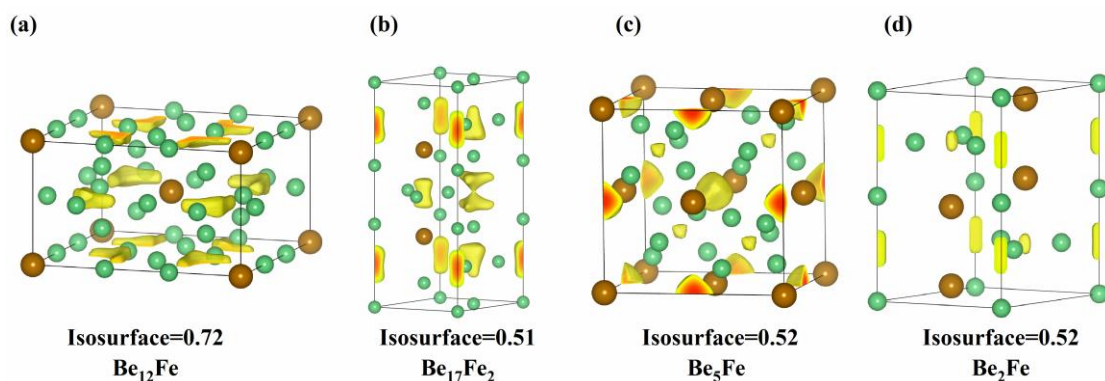 (a)
(b)
(c)
(d)
Isosurface=0.72
Isosurface=0.51
Isosurface=0.52
Isosurface=0.52
Be₁₂Fe
Be₁₇Fe₂
Be₅Fe
Be₂Fe